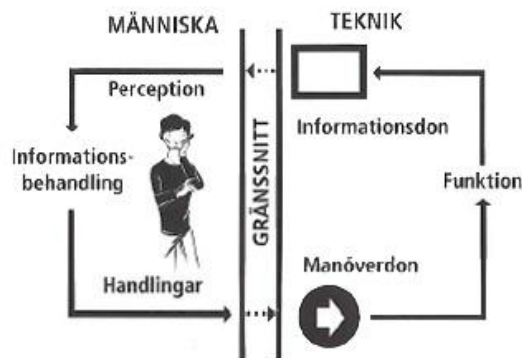 MÄNNISKA
TEKNIK
Perception
Informations-
behandling
Handlingar
GRÄNSSNITT
Informationsdon
Funktion
Manöverdon